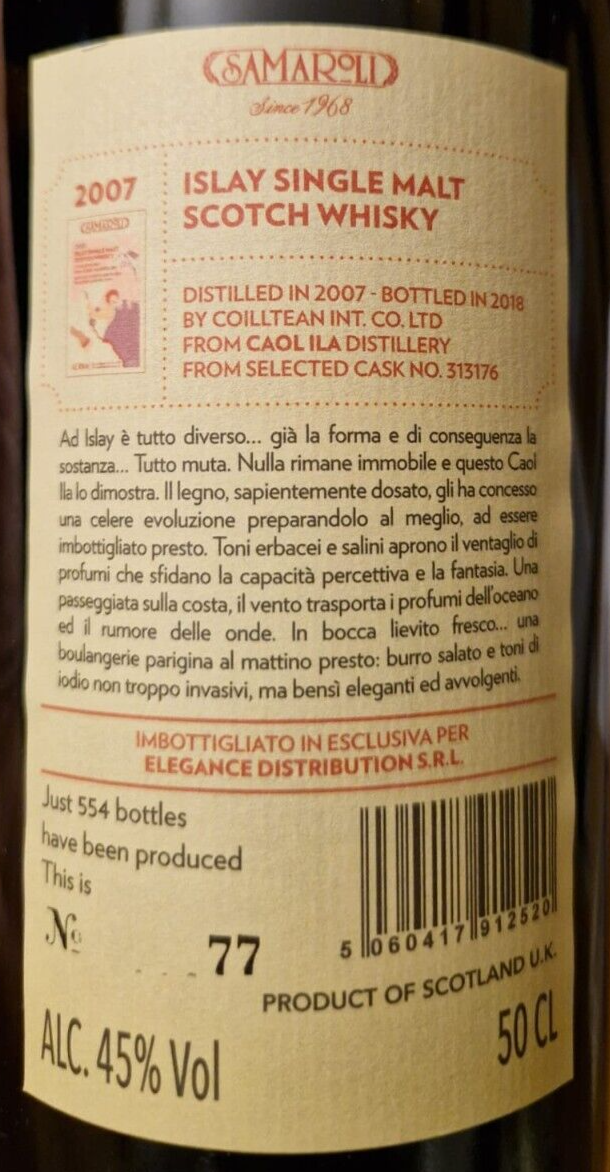 SAMAROLI
Since 1968
2007
SAMAROLI
ISLAY SINGLE MALT
SCOTCH WHISKY
DISTILLED IN 2007 - BOTTLED IN 2018
BY COILLTEAN INT. CO. LTD
FROM CAOL ILA DISTILLERY
FROM SELECTED CASK NO. 313176
Ad Islay è tutto diverso... già la forma e di conseguenza la
sostanza... Tutto muta. Nulla rimane immobile e questo Caol
Ila lo dimostra. Il legno, sapientemente dosato, gli ha concesso
una celere evoluzione preparandolo al meglio, ad essere
imbottigliato presto. Toni erbacei e salini aprono il ventaglio di
profumi che sfidano la capacità percettiva e la fantasia. Una
passeggiata sulla costa, il vento trasporta i profumi dell'oceano
ed il rumore delle onde. In bocca lievito fresco... una
boulangerie parigina al mattino presto: burro salato e toni di
iodio non troppo invasivi, ma bensì eleganti ed avvolgenti.
IMBOTTIGLIATO IN ESCLUSIVA PER
ELEGANCE DISTRIBUTION S.R.L.
Just 554 bottles
have been produced
This is
No 77
5 060417 912520
PRODUCT OF SCOTLAND U.K.
ALC. 45% Vol
50 CL